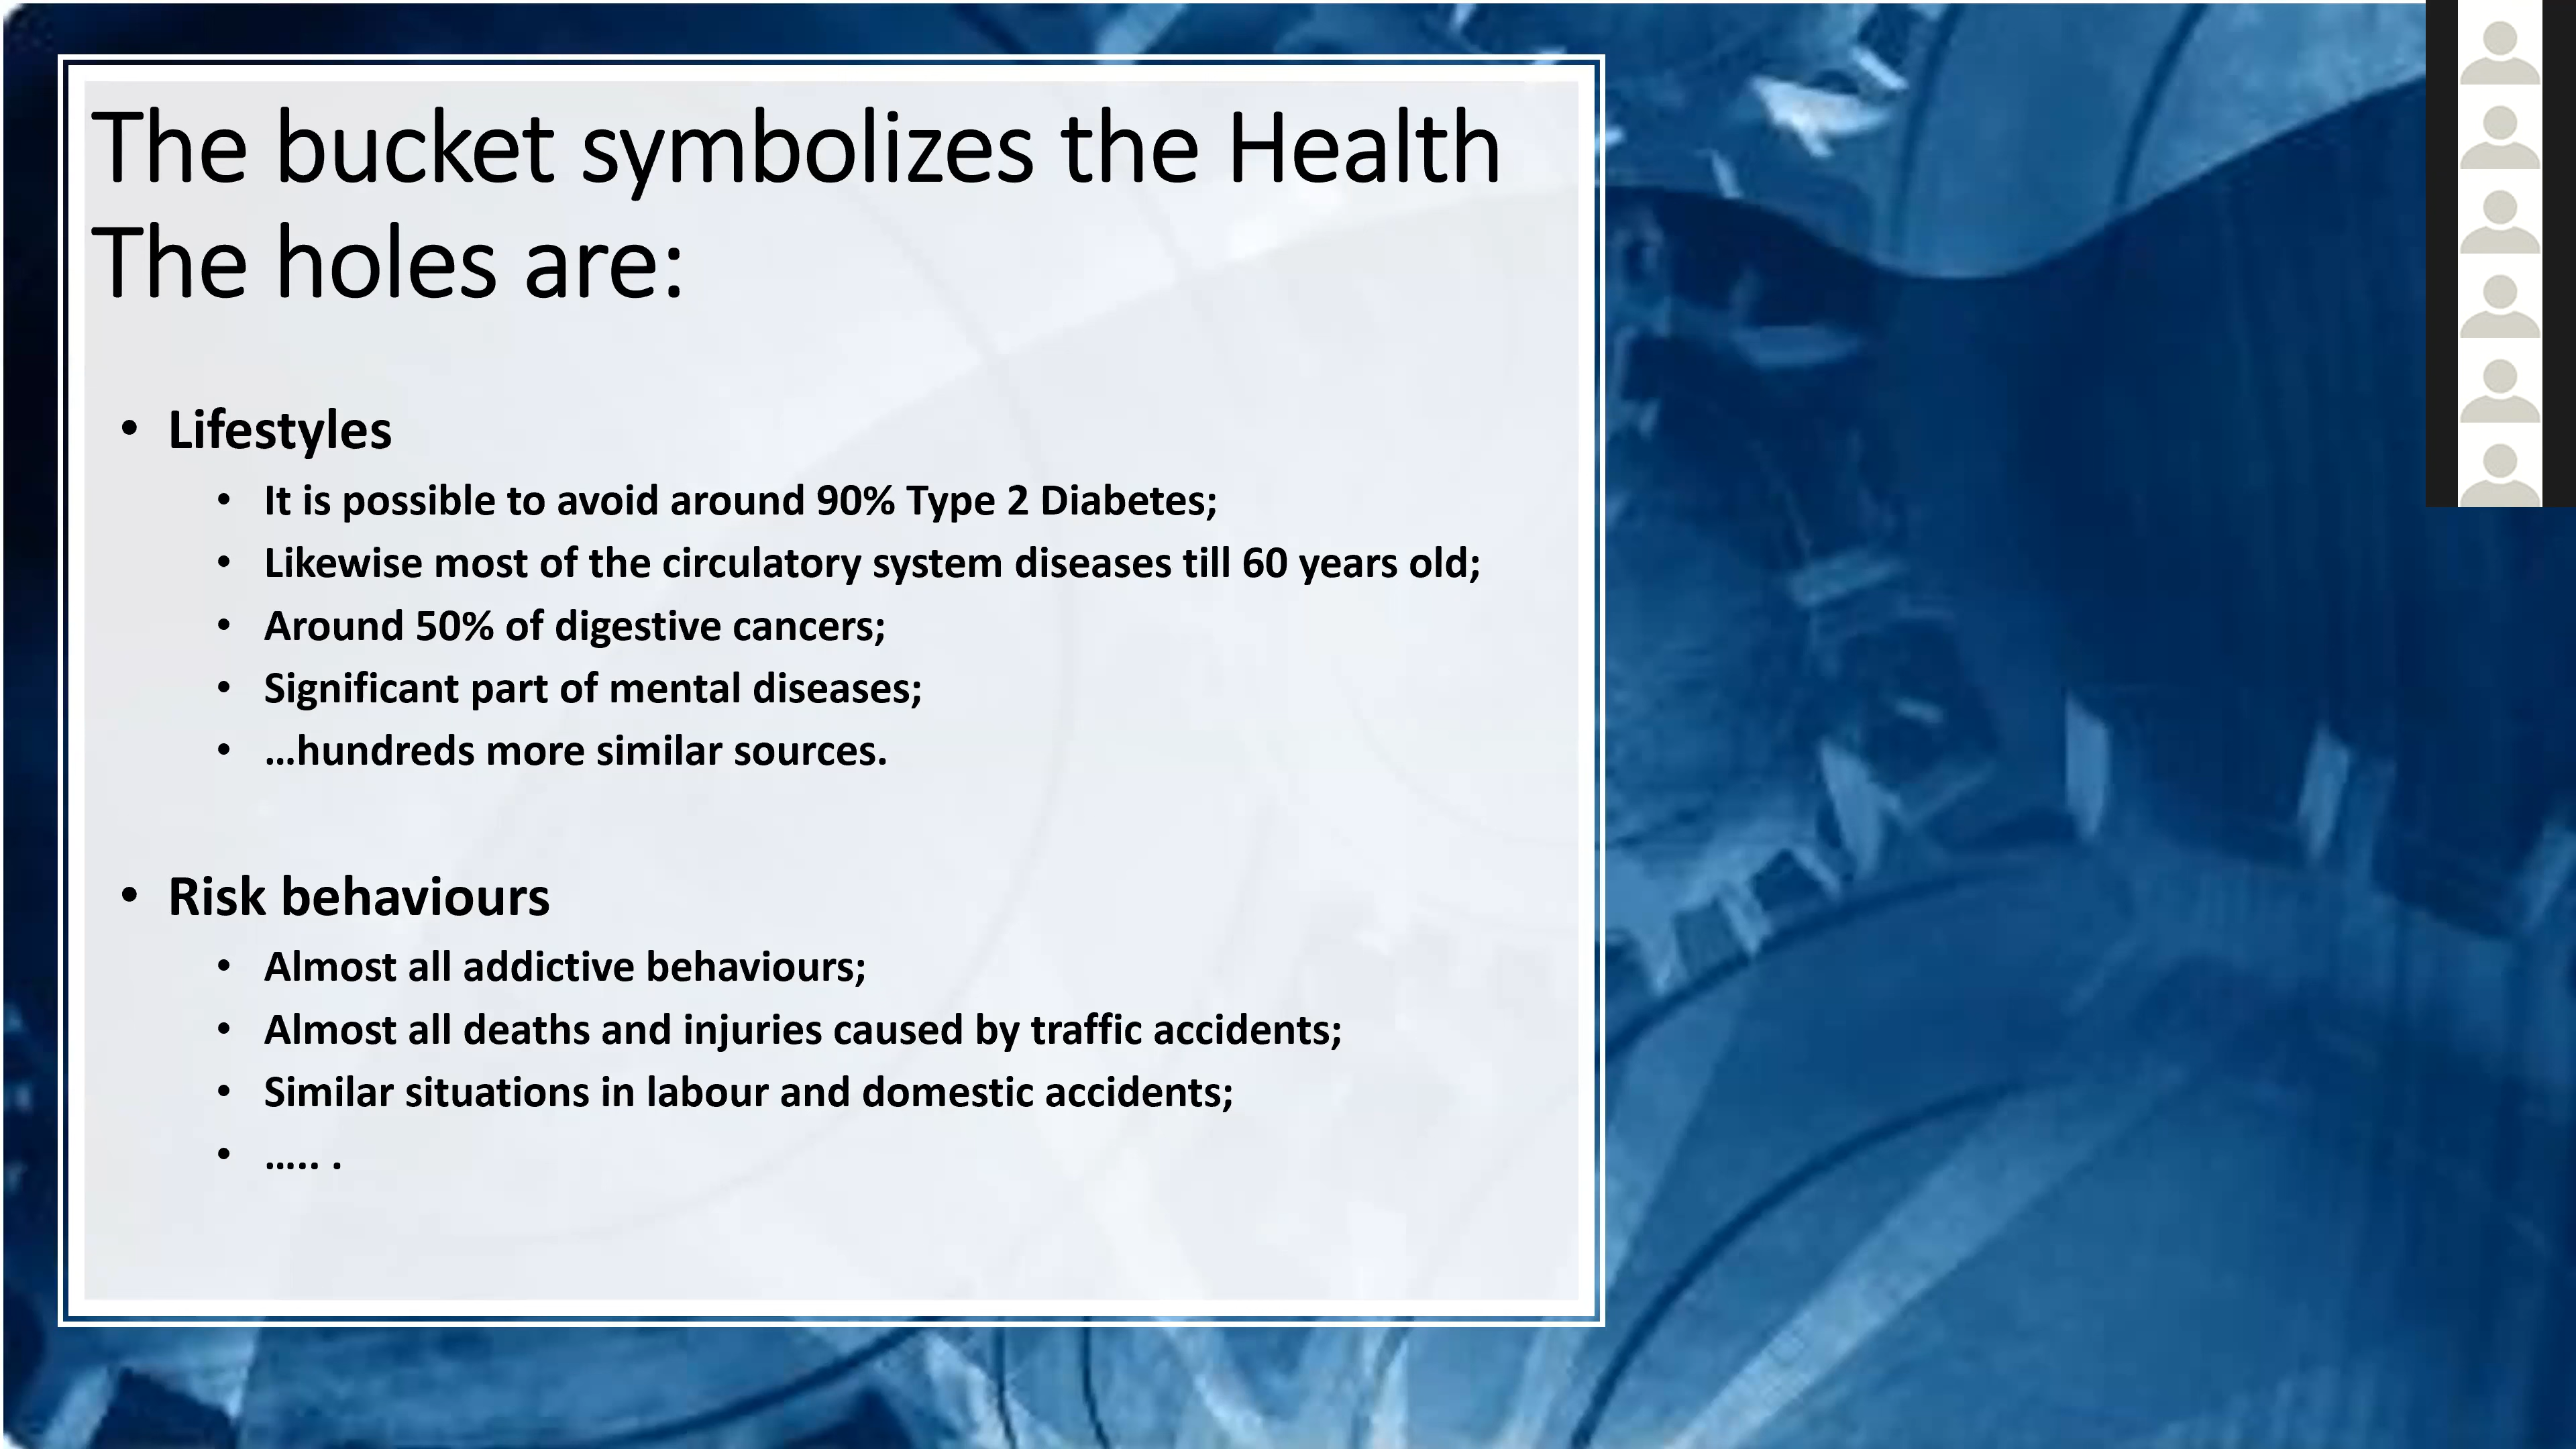 The bucket symbolizes the Health
The holes are:
• Lifestyles
• It is possible to avoid around 90% Type 2 Diabetes;
• Likewise most of the circulatory system diseases till 60 years old;
• Around 50% of digestive cancers;
• Significant part of mental diseases;
• …hundreds more similar sources.
• Risk behaviours
• Almost all addictive behaviours;
• Almost all deaths and injuries caused by traffic accidents;
• Similar situations in labour and domestic accidents;
• ….. .